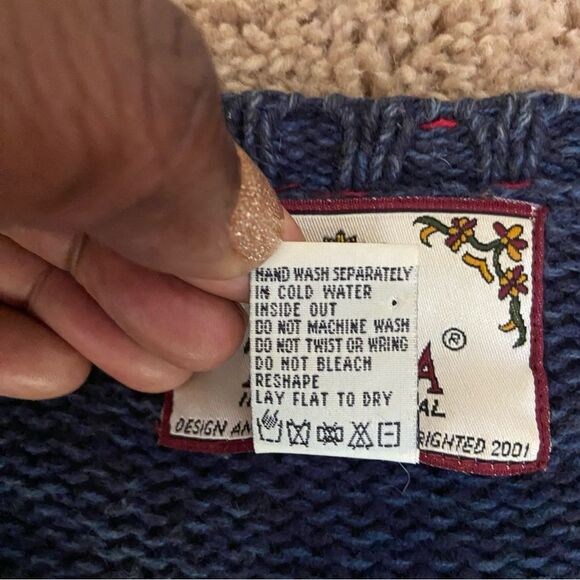 HAND WASH SEPARATELY
IN COLD WATER
INSIDE OUT
DO NOT MACHINE WASH
DO NOT TWIST OR WRING
DO NOT BLEACH
RESHAPE
LAY FLAT TO DRY
A ®
AL
DESIGN AN RIGHTED 2001